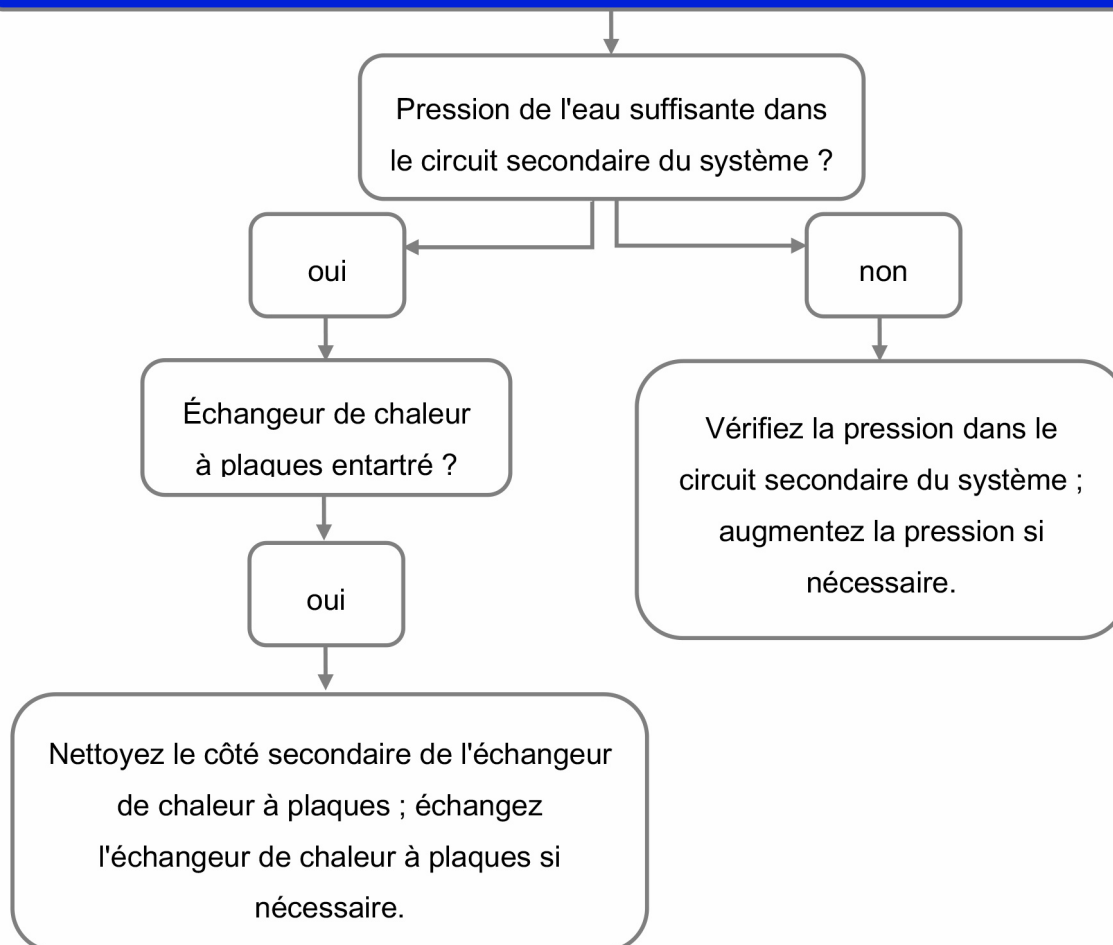 Pression de l'eau suffisante dans
le circuit secondaire du système ?
oui
non
Échangeur de chaleur
à plaques entartré ?
Vérifiez la pression dans le
circuit secondaire du système ;
augmentez la pression si
nécessaire.
oui
Nettoyez le côté secondaire de l'échangeur
de chaleur à plaques ; échangez
l'échangeur de chaleur à plaques si
nécessaire.